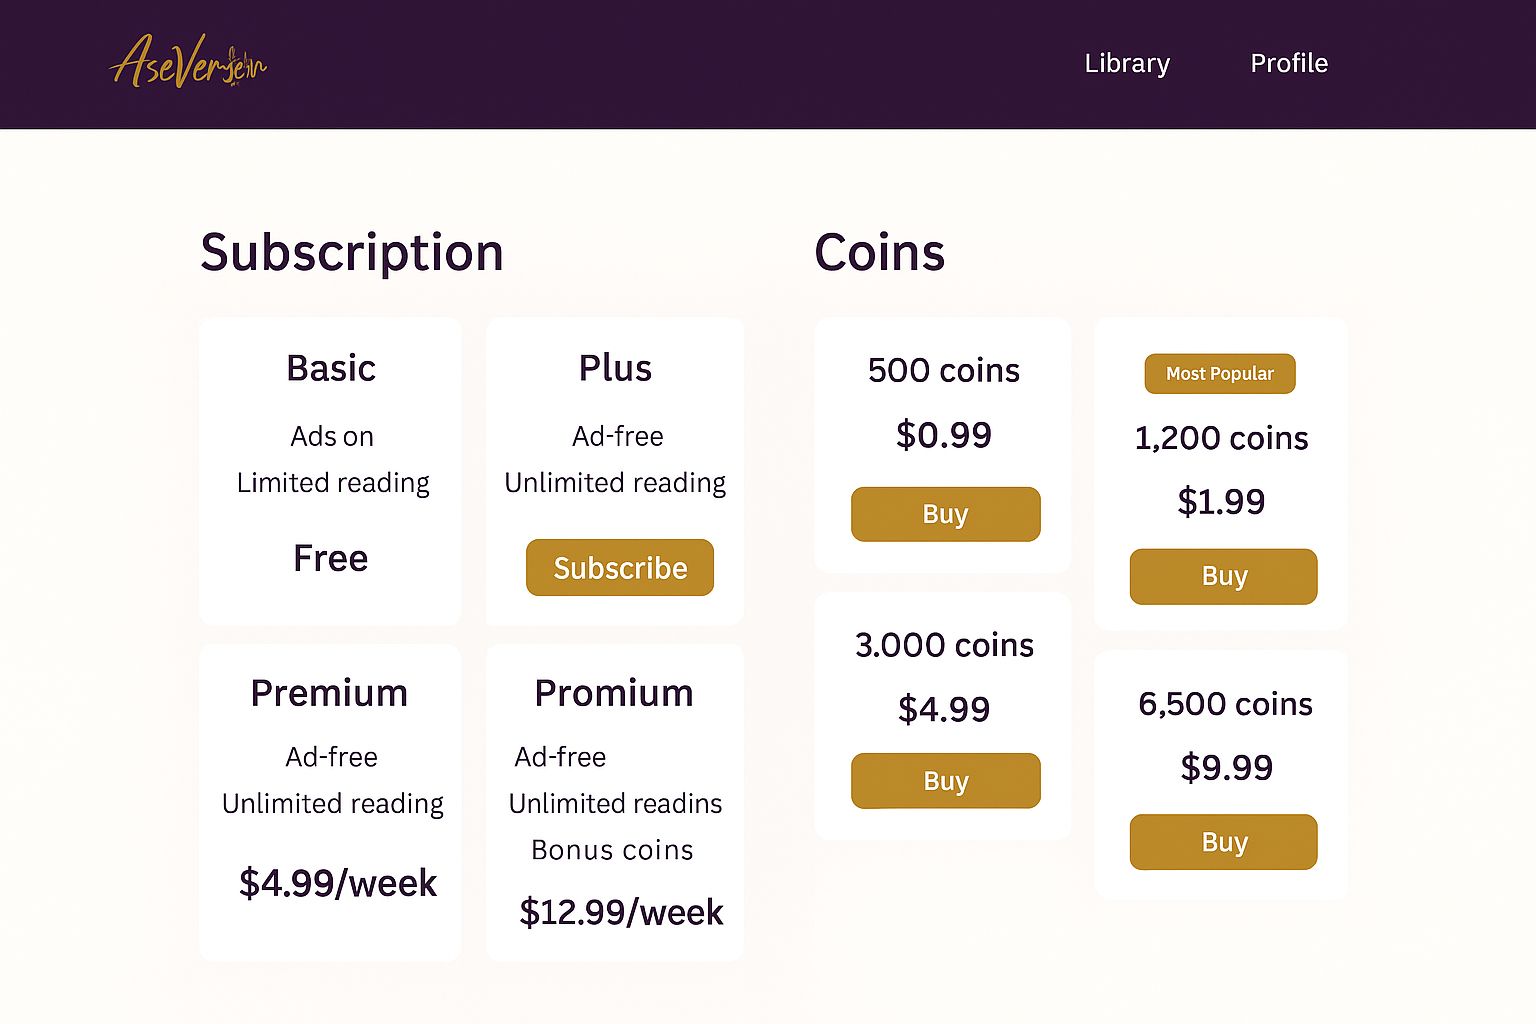 Library
Profile
Subscription
Basic
Ads on
Limited reading
Free
Plus
Ad-free
Unlimited reading
Subscribe
Premium
Ad-free
Unlimited reading
$4.99/week
Promium
Ad-free
Unlimited readins
Bonus coins
$12.99/week
Coins
500 coins
$0.99
Buy
Most Popular
1,200 coins
$1.99
Buy
3.000 coins
$4.99
Buy
6,500 coins
$9.99
Buy